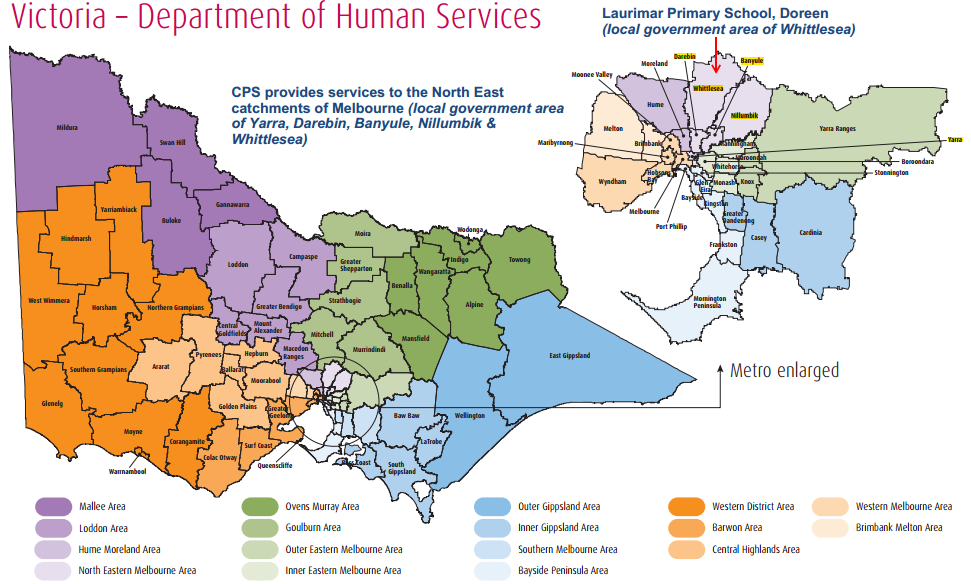 Victoria – Department of Human Services
Laurimar Primary School, Doreen
(local government area of Whittlesea)
CPS provides services to the North East
catchments of Melbourne (local government area
of Yarra, Darebin, Banyule, Nillumbik &
Whittlesea)
Darebin
Moreland
Banyule
Moonee Valley
Whittlesea
Hume
Nillumbik
Melton
Yarra Ranges
Maribyrnong
Brimbank
Manningham
Yarra
Maroondah
Boroondara
Whitehorse
Stonnington
Wyndham
Hobsons
Bay
Glen
Eira
Monash
Knox
Bayside
Kingston
Melbourne
Port Phillip
Greater
Dandenong
Casey
Cardinia
Frankston
Mornington
Peninsula
Metro enlarged
Mildura
Swan Hill
Gannawarra
Buloke
Yarriambiack
Hindmarsh
West Wimmera
Horsham
Northern Grampians
Loddon
Campaspe
Moira
Greater
Shepparton
Wodonga
Indigo
Wangaratta
Towong
Benalla
Alpine
Strathbogie
Greater Bendigo
Central
Goldfields
Mount
Alexander
Mitchell
Mansfield
Murrindindi
Macedon
Ranges
East Gippsland
Southern Grampians
Ararat
Pyrenees
Hepburn
Ballarat
Moorabool
Glenelg
Moyne
Golden Plains
Greater
Geelong
Corangamite
Surf Coast
Colac Otway
Warrnambool
Queenscliffe
Baw Baw
Wellington
LaTrobe
Bass Coast
South
Gippsland
Mallee Area
Loddon Area
Hume Moreland Area
North Eastern Melbourne Area
Ovens Murray Area
Goulburn Area
Outer Eastern Melbourne Area
Inner Eastern Melbourne Area
Outer Gippsland Area
Inner Gippsland Area
Southern Melbourne Area
Bayside Peninsula Area
Western District Area
Barwon Area
Central Highlands Area
Western Melbourne Area
Brimbank Melton Area